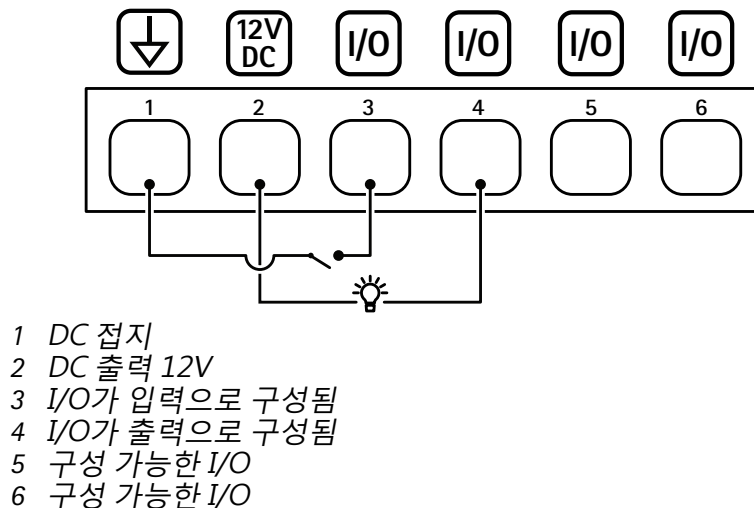 12V DC I/O I/O I/O I/O
1 2 3 4 5 6
1 DC 접지
2 DC 출력 12V
3 I/O가 입력으로 구성됨
4 I/O가 출력으로 구성됨
5 구성 가능한 I/O
6 구성 가능한 I/O